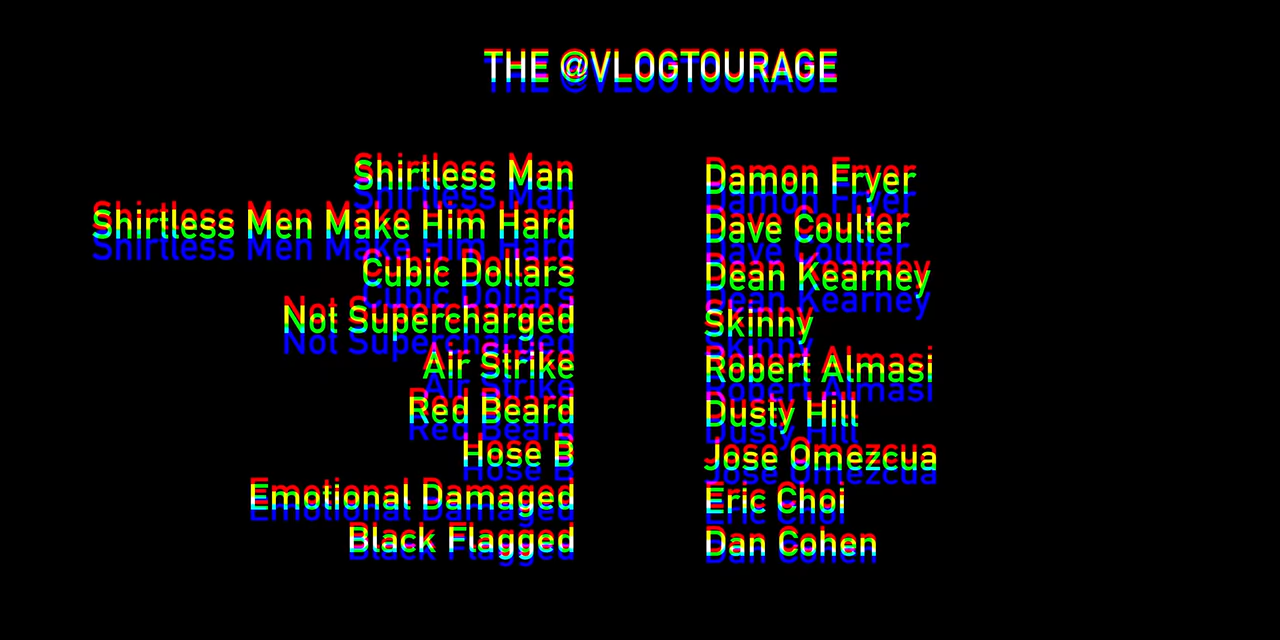 THE @VLOGTOURAGE
Shirtless Man Damon Fryer
Shirtless Men Make Him Hard Dave Coulter
Cubic Dollars Dean Kearney
Not Supercharged Skinny
Air Strike Robert Almasi
Red Beard Dusty Hill
Hose B Jose Omezcua
Emotional Damaged Eric Choi
Black Flagged Dan Cohen